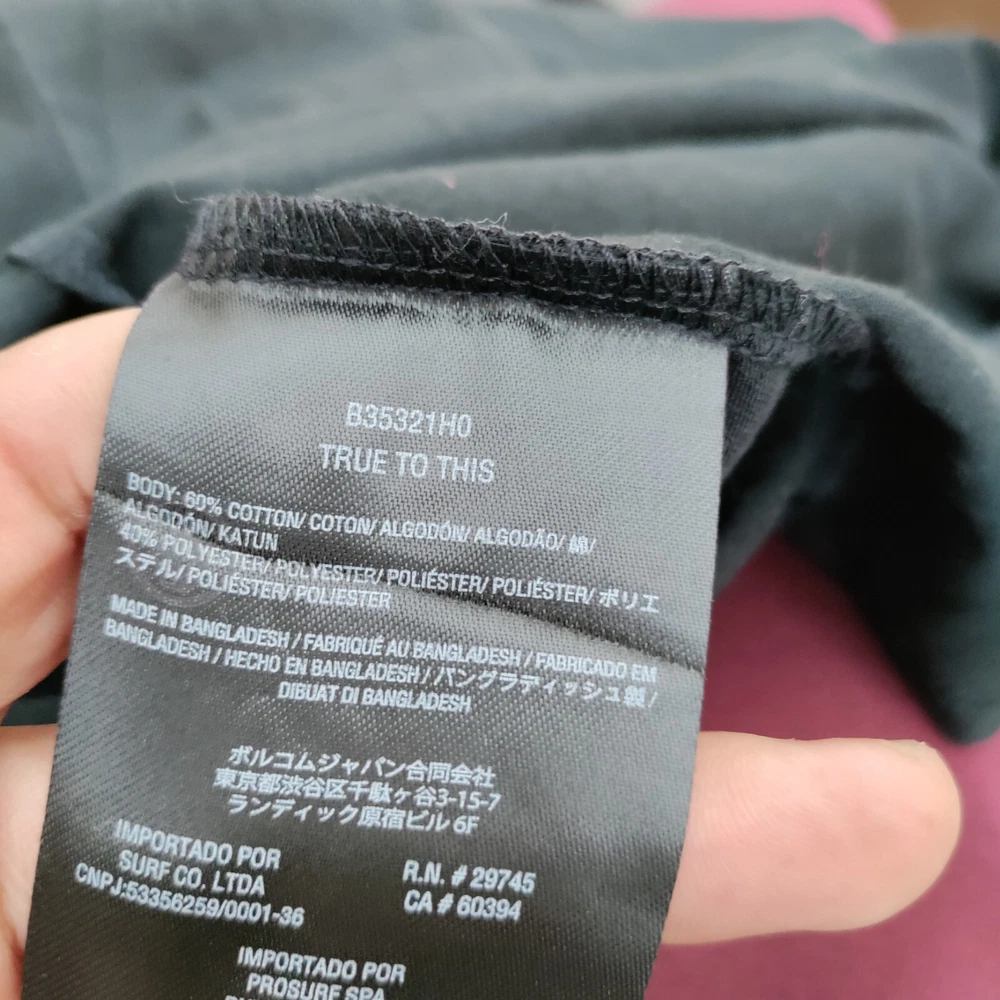 B35321H0
TRUE TO THIS
BODY: 60% COTTON/ COTON/ ALGODÓN/ ALGODÃO/ 綿/
ALGODÓN/ KATUN
40% POLYESTER/ POLYESTER/ POLIÉSTER/ POLIÉSTER/ ポリエ
ステル/ POLIÉSTER/ POLIESTER
MADE IN BANGLADESH / FABRIQUÉ AU BANGLADESH / FABRICADO EM
BANGLADESH / HECHO EN BANGLADESH / バングラディッシュ製 /
DIBUAT DI BANGLADESH
ボルコムジャパン合同会社
東京都渋谷区千駄ヶ谷3-15-7
ランディック原宿ビル 6F
IMPORTADO POR
SURF CO. LTDA
CNPJ:53356259/0001-36
R.N. # 29745
CA # 60394
IMPORTADO POR
PROSURF SPA